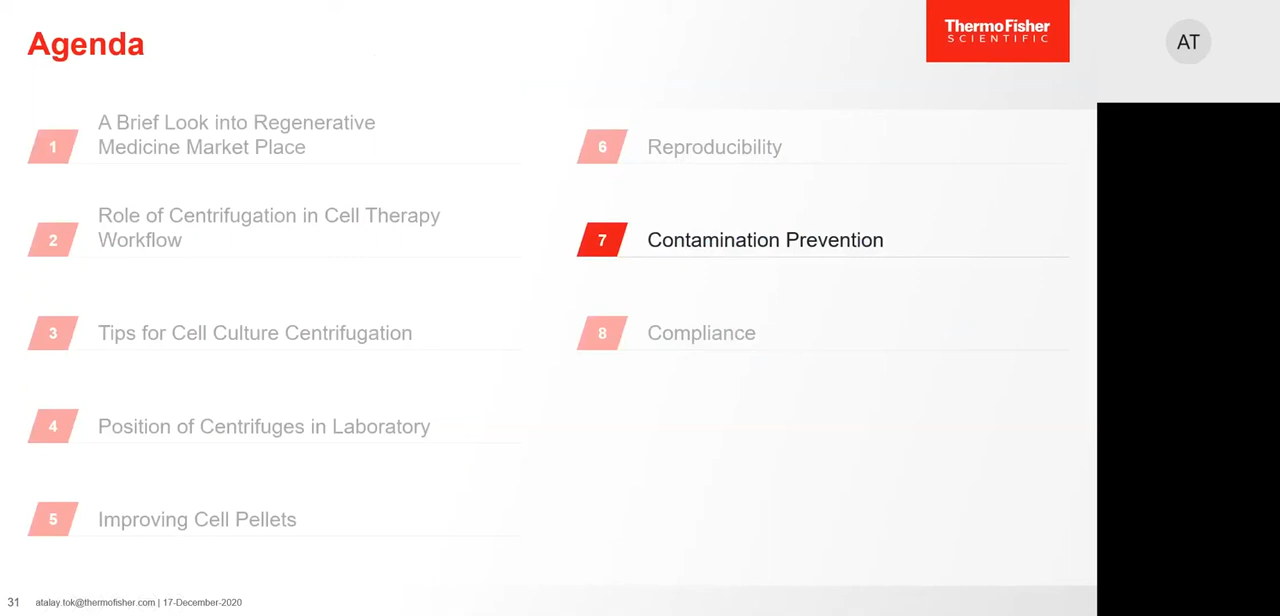 Agenda
ThermoFisher
SCIENTIFIC
AT
1
A Brief Look into Regenerative
Medicine Market Place
2
Role of Centrifugation in Cell Therapy
Workflow
3
Tips for Cell Culture Centrifugation
4
Position of Centrifuges in Laboratory
5
Improving Cell Pellets
6
Reproducibility
7
Contamination Prevention
8
Compliance
31 atalay.tok@thermofisher.com | 17-December-2020